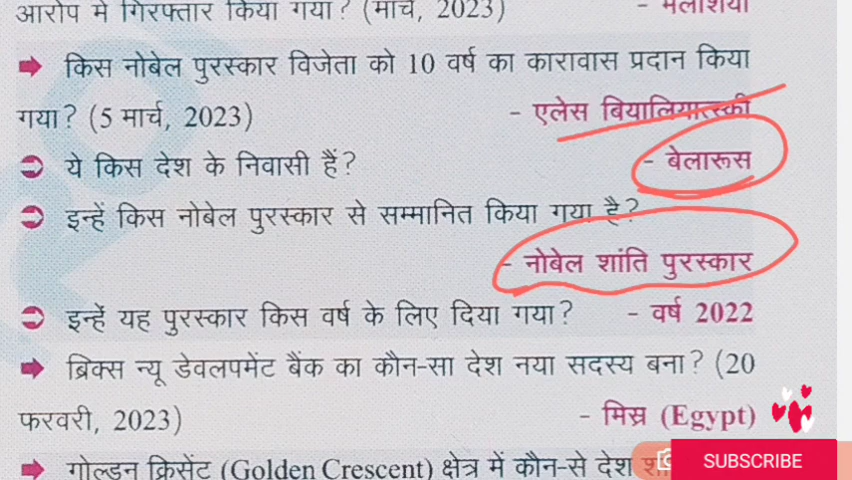 आरोप में गिरफ्तार किया गया? (मार्च, 2023) - मलेशिया
➡ किस नोबेल पुरस्कार विजेता को 10 वर्ष का कारावास प्रदान किया
गया? (5 मार्च, 2023) - एलेस बियालियात्स्की
➲ ये किस देश के निवासी हैं? - बेलारूस
➲ इन्हें किस नोबेल पुरस्कार से सम्मानित किया गया है?
- नोबेल शांति पुरस्कार
➲ इन्हें यह पुरस्कार किस वर्ष के लिए दिया गया? - वर्ष 2022
➡ ब्रिक्स न्यू डेवलपमेंट बैंक का कौन-सा देश नया सदस्य बना? (20
फरवरी, 2023) - मिस्र (Egypt)
➡ गोल्डन क्रिसेंट (Golden Crescent) क्षेत्र में कौन-से देश
SUBSCRIBE